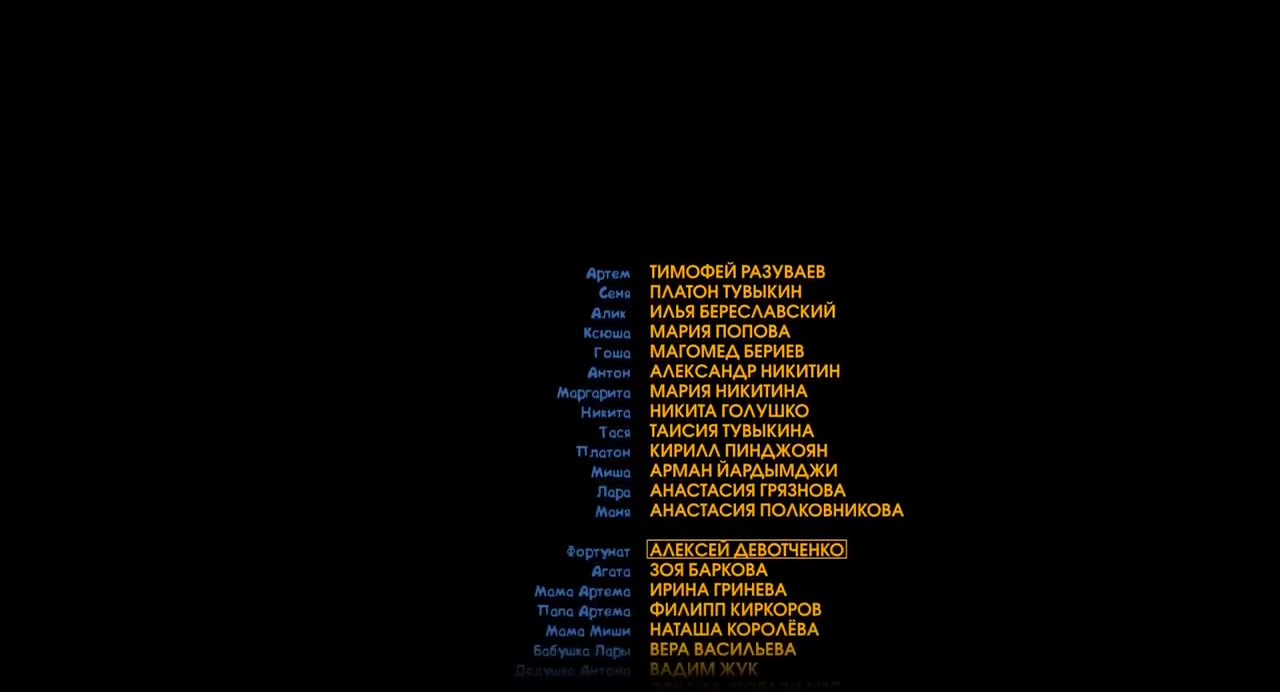 Артем ТИМОФЕЙ РАЗУВАЕВ
Сеня ПЛАТОН ТУВЫКИН
Алик ИЛЬЯ БЕРЕСЛАВСКИЙ
Ксюша МАРИЯ ПОПОВА
Гоша МАГОМЕД БЕРИЕВ
Антон АЛЕКСАНДР НИКИТИН
Маргарита МАРИЯ НИКИТИНА
Никита НИКИТА ГОЛУШКО
Тася ТАИСИЯ ТУВЫКИНА
Платон КИРИЛЛ ПИНДЖОЯН
Миша АРМАН ЙАРДЫМДЖИ
Лара АНАСТАСИЯ ГРЯЗНОВА
Маня АНАСТАСИЯ ПОЛКОВНИКОВА
Фортунат АЛЕКСЕЙ ДЕВОТЧЕНКО
Агата ЗОЯ БАРКОВА
Мама Артема ИРИНА ГРИНЕВА
Папа Артема ФИЛИПП КИРКОРОВ
Мама Миши НАТАША КОРОЛЁВА
Бабушка Лары ВЕРА ВАСИЛЬЕВА
Дедушка Антона ВАДИМ ЖУК